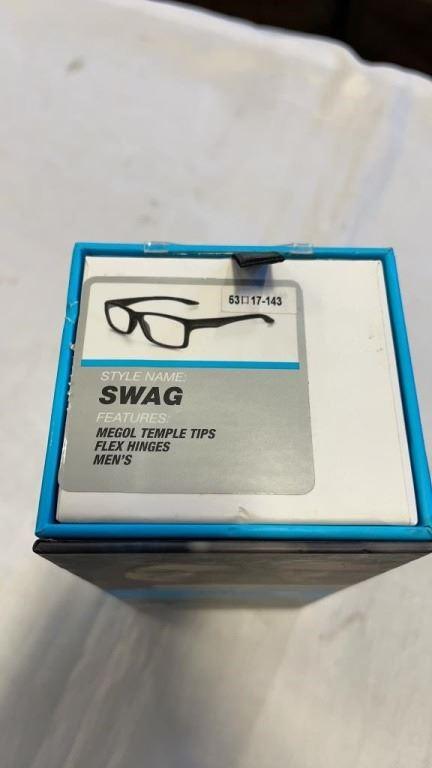 53□17-143
STYLE NAME:
SWAG
FEATURES:
MEGOL TEMPLE TIPS
FLEX HINGES
MEN'S